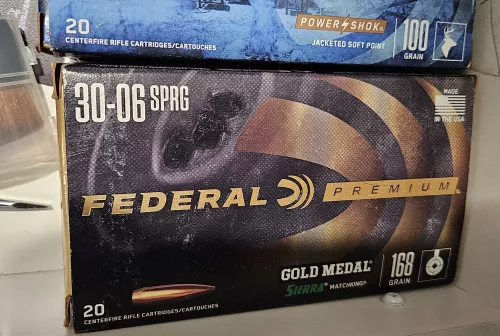 POWER SHOK®
20
CENTERFIRE RIFLE CARTRIDGES/CARTOUCHES
JACKETED SOFT POINT
100
GRAIN
30-06 SPRG
MADE
IN THE USA
FEDERAL PREMIUM®
GOLD MEDAL®
SIERRA® MATCHKING®
168
GRAIN
20
CENTERFIRE RIFLE CARTRIDGES/CARTOUCHES